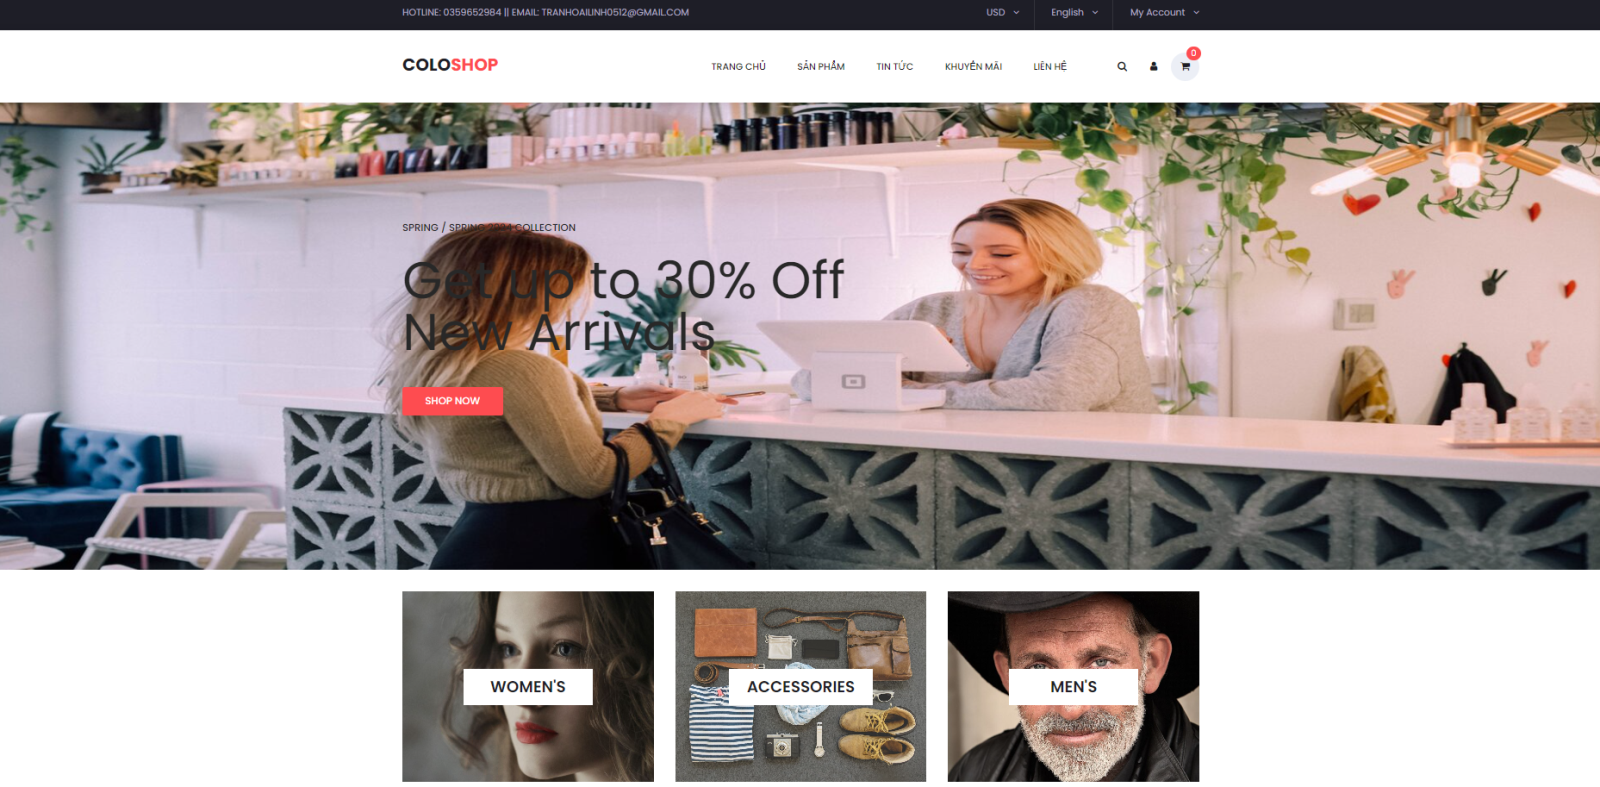 HOTLINE: 0359652984 || EMAIL: TRANHOAILINH0512@GMAIL.COM
USD
English
My Account
COLOSHOP
TRANG CHỦ
SẢN PHẨM
TIN TỨC
KHUYẾN MÃI
LIÊN HỆ
0
SPRING / SPRING COLLECTION
Get up to 30% Off
New Arrivals
SHOP NOW
WOMEN'S
ACCESSORIES
MEN'S